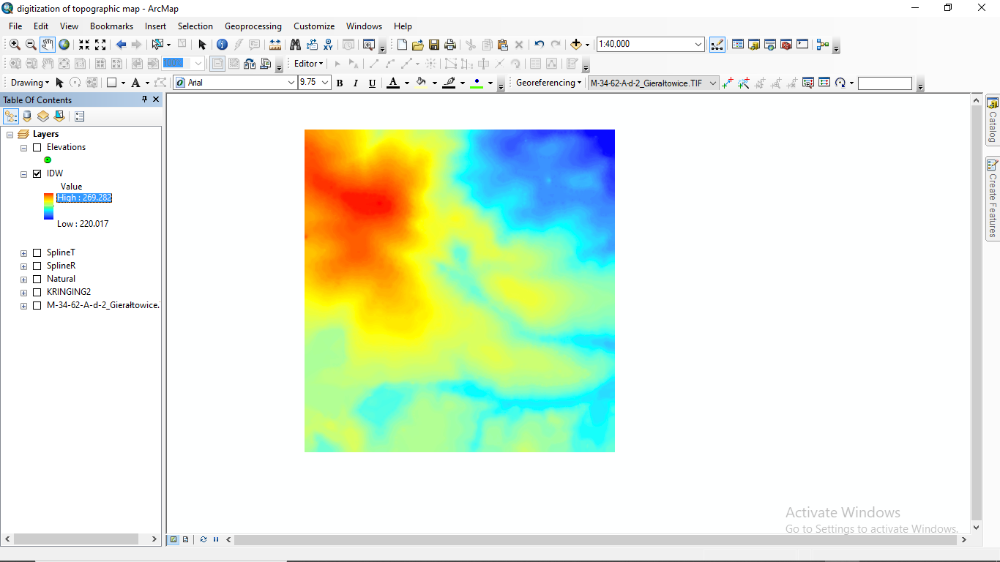 digitization of topographic map - ArcMap
File Edit View Bookmarks Insert Selection Geoprocessing Customize Windows Help
1:40,000
100%
Editor
Drawing A Arial 9.75 B I U A Georeferencing M-34-62-A-d-2_Gierałtowice.TIF
Table Of Contents
Layers
Elevations
IDW
Value
High : 269.282
Low : 220.017
SplineT
SplineR
Natural
KRINGING2
M-34-62-A-d-2_Gierałtowice.
Catalog
Create Features
Activate Windows
Go to Settings to activate Windows.